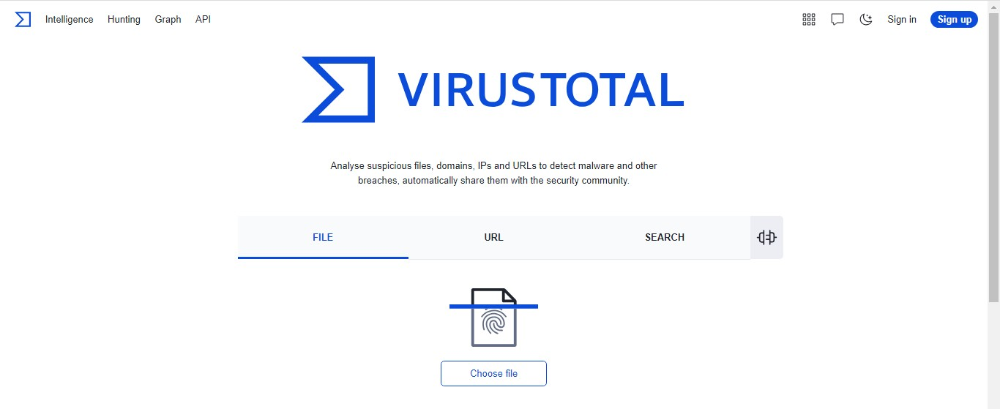 Intelligence Hunting Graph API Sign in Sign up
VIRUSTOTAL
Analyse suspicious files, domains, IPs and URLs to detect malware and other
breaches, automatically share them with the security community.
FILE URL SEARCH
Choose file